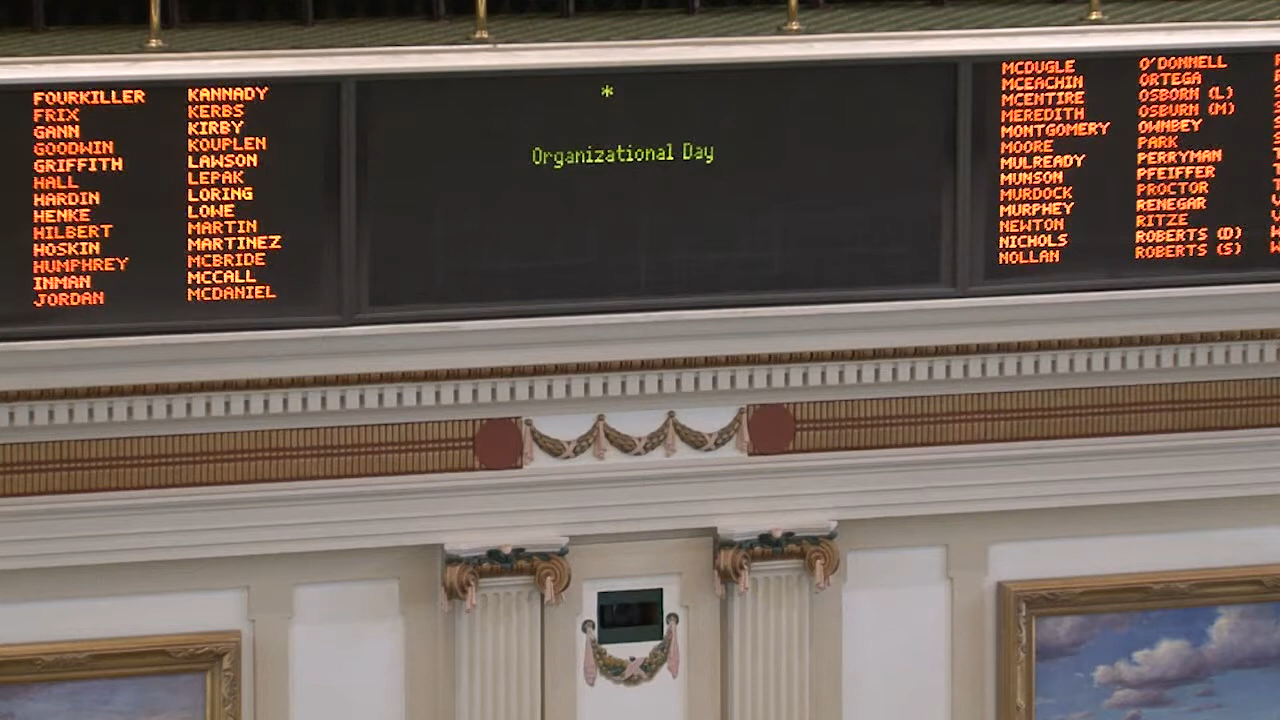 FOURKILLER
FRIX
GANN
GOODWIN
GRIFFITH
HALL
HARDIN
HENKE
HILBERT
HOSKIN
HUMPHREY
INMAN
JORDAN
KANNADY
KERBS
KIRBY
KOUPLEN
LAWSON
LEPAK
LORING
LOWE
MARTIN
MARTINEZ
MCBRIDE
MCCALL
MCDANIEL
*
Organizational Day
MCDUGLE
MCEACHIN
MCENTIRE
MEREDITH
MONTGOMERY
MOORE
MULREADY
MUNSON
MURDOCK
MURPHEY
NEWTON
NICHOLS
NOLLAN
O'DONNELL
ORTEGA
OSBORN (L)
OSBURN (M)
OWNBEY
PARK
PERRYMAN
PFEIFFER
PROCTOR
RENEGAR
RITZE
ROBERTS (D)
ROBERTS (S)